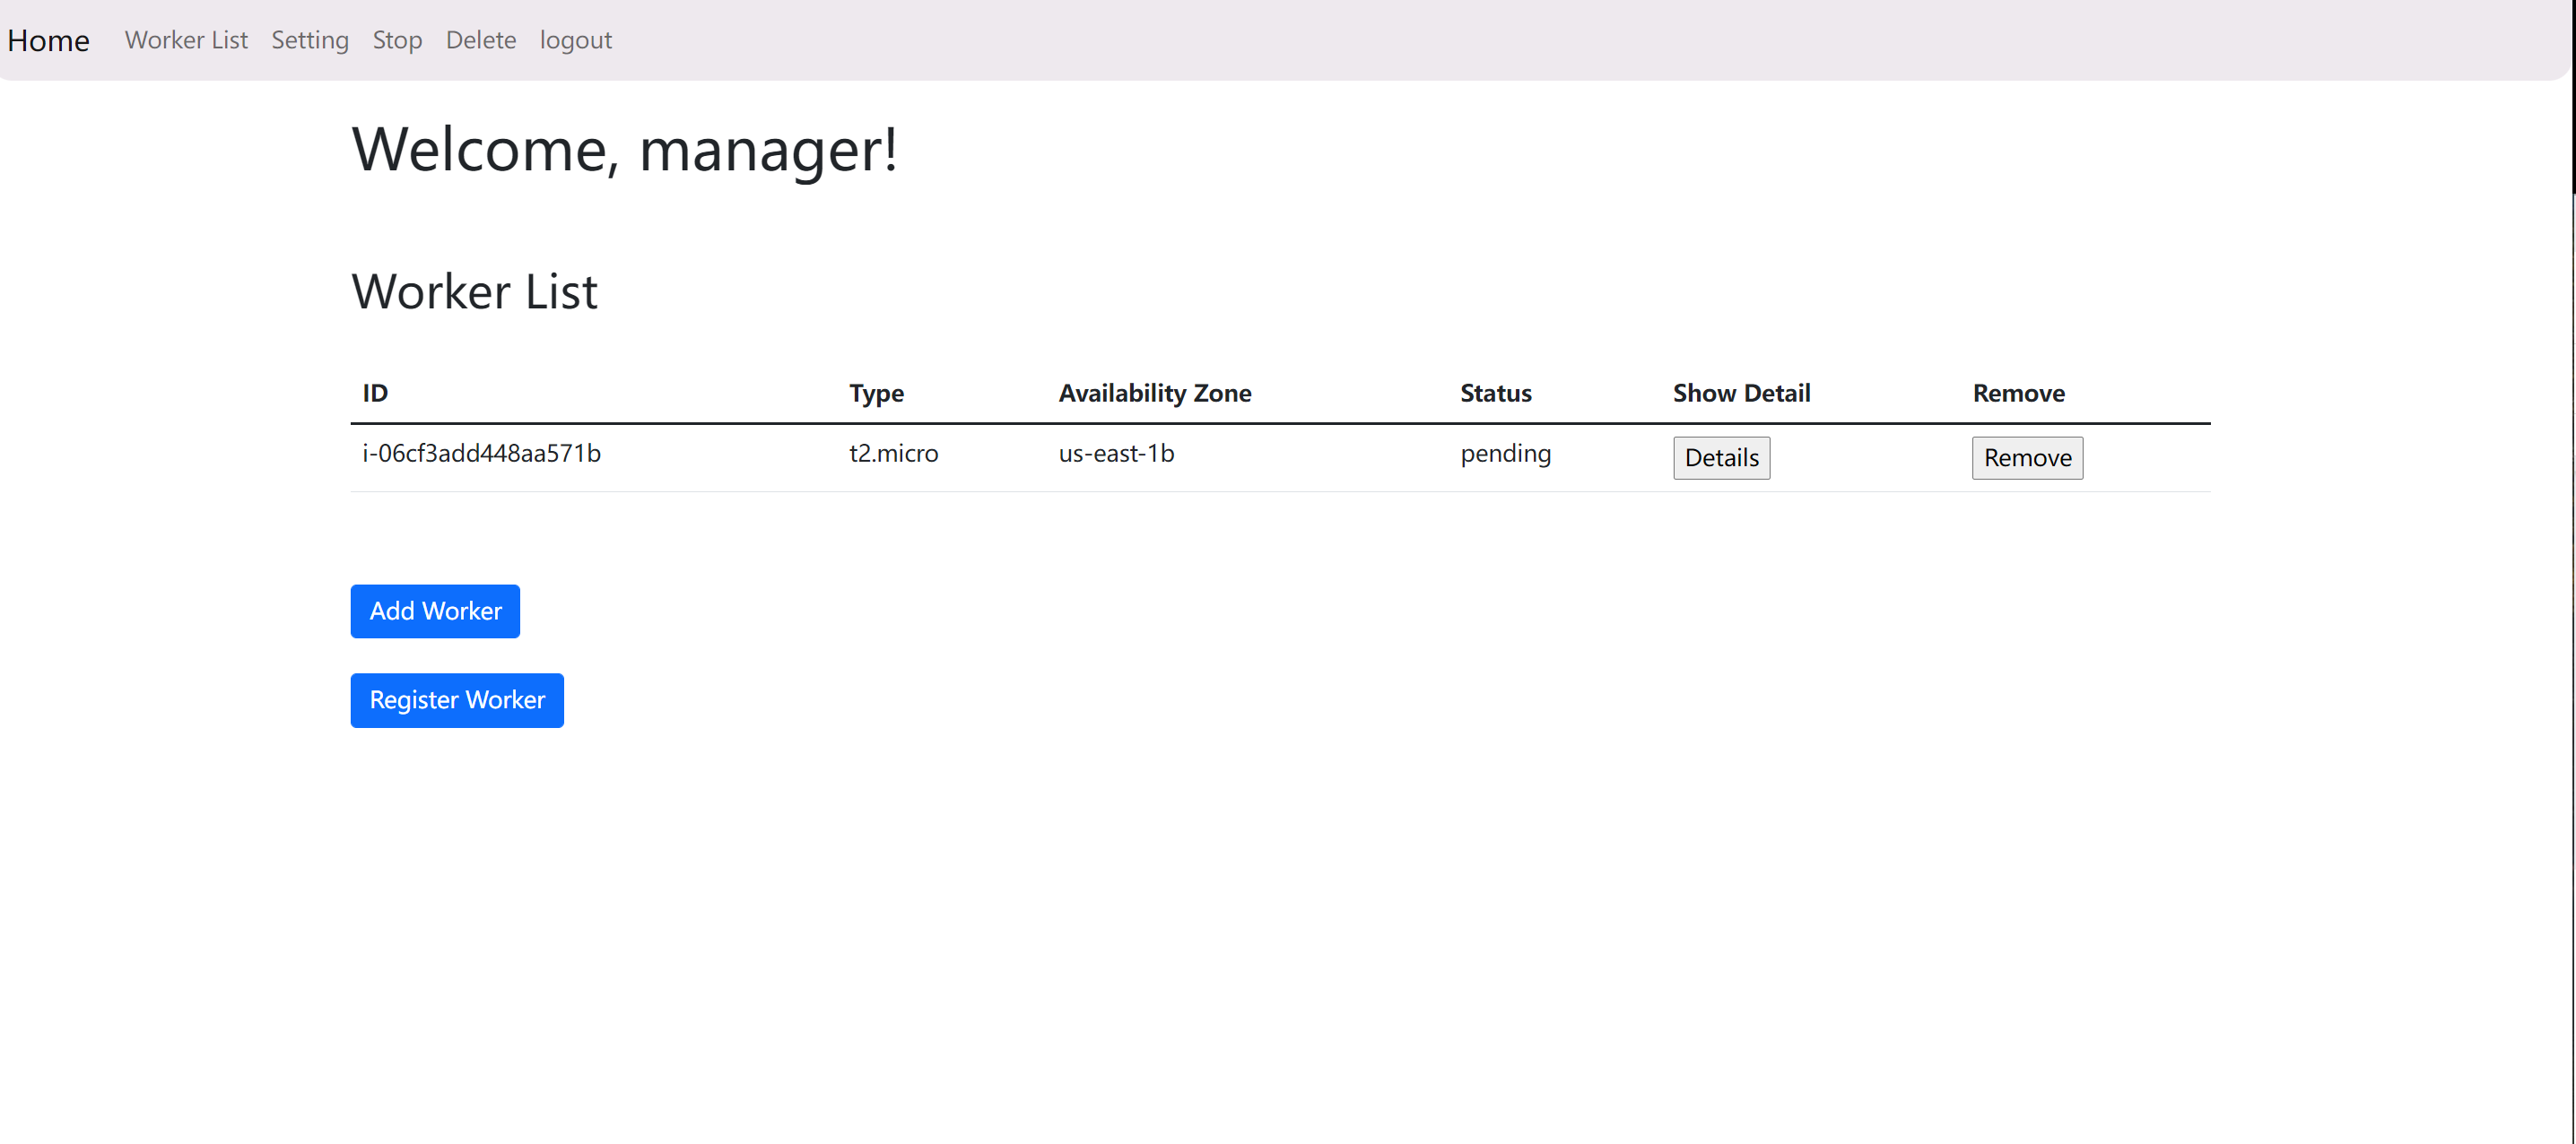 Home Worker List Setting Stop Delete logout
Welcome, manager!
Worker List
ID Type Availability Zone Status Show Detail Remove
i-06cf3add448aa571b t2.micro us-east-1b pending Details Remove
Add Worker
Register Worker